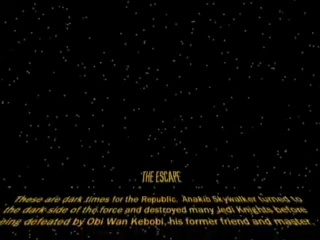 THE ESCAPE
These are dark times for the Republic. Anakib Skywalker turned to
the dark side of the force and destroyed many Jedi Knights before
eing defeated by Obi Wan Kebobi, his former friend and master.